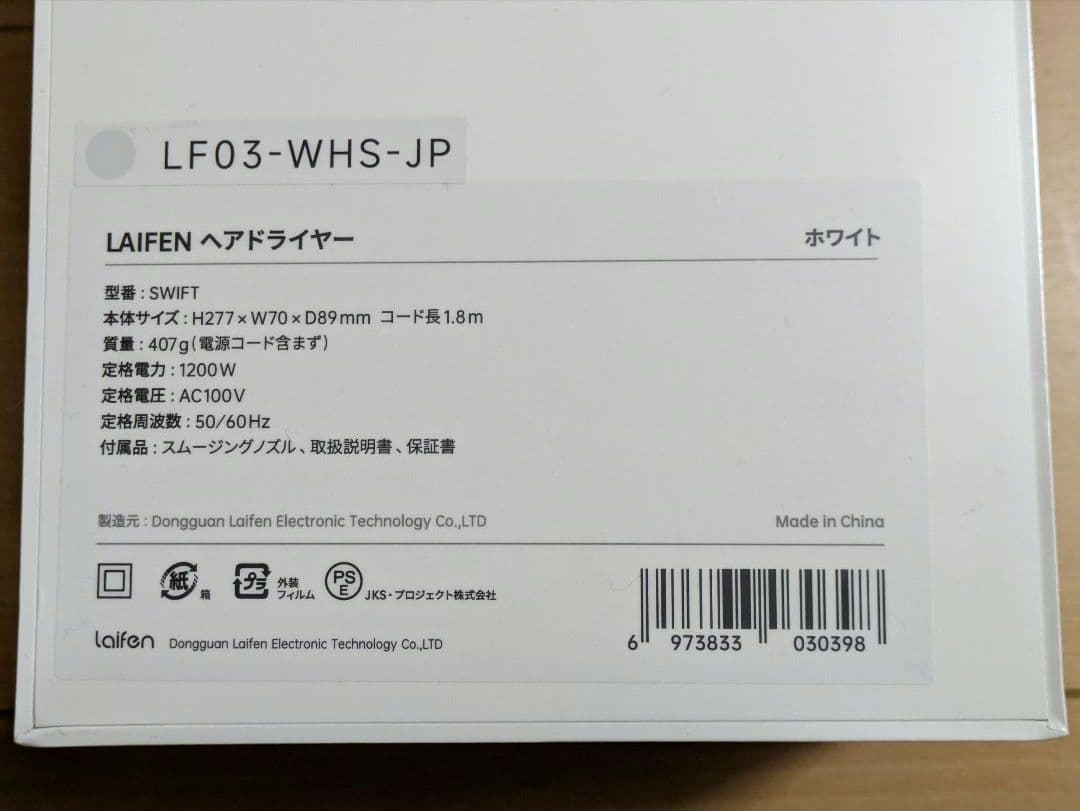 LF03-WHS-JP
LAIFEN ヘアドライヤー ホワイト
型番：SWIFT
本体サイズ：H277×W70×D89mm コード長1.8m
質量：407g（電源コード含まず）
定格電力：1200W
定格電圧：AC100V
定格周波数：50/60Hz
付属品：スムージングノズル、取扱説明書、保証書
製造元：Dongguan Laifen Electronic Technology Co.,LTD Made in China
紙 箱 プラ 外装フィルム PSE JKS・プロジェクト株式会社
laifen Dongguan Laifen Electronic Technology Co.,LTD
6 973833 030398